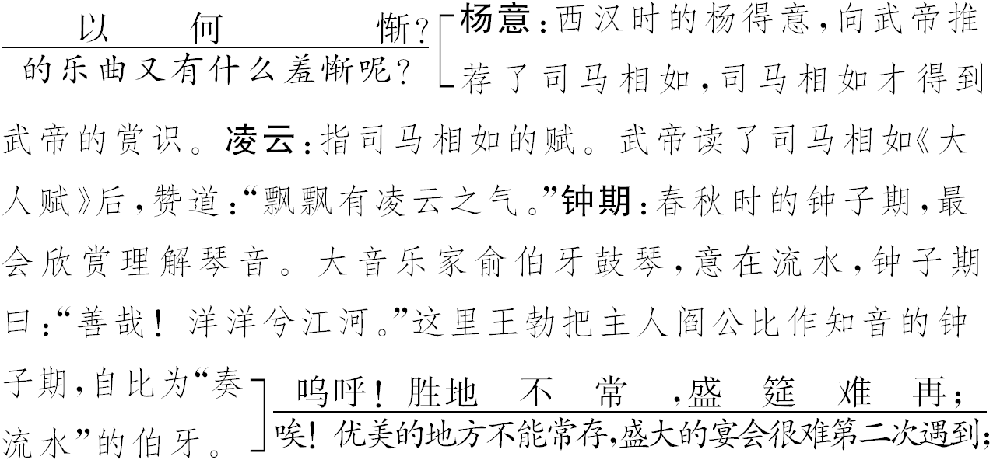 以何惭?
的乐曲又有什么羞惭呢?
杨意:西汉时的杨得意,向武帝推
荐了司马相如,司马相如才得到
武帝的赏识。凌云:指司马相如的赋。武帝读了司马相如《大
人赋》后,赞道:“飘飘有凌云之气。”钟期:春秋时的钟子期,最
会欣赏理解琴音。大音乐家俞伯牙鼓琴,意在流水,钟子期
曰:“善哉!洋洋兮江河。”这里王勃把主人阎公比作知音的钟
子期,自比为“奏
流水”的伯牙。
呜呼!胜地不常,盛筵难再;
唉!优美的地方不能常存,盛大的宴会很难第二次遇到;